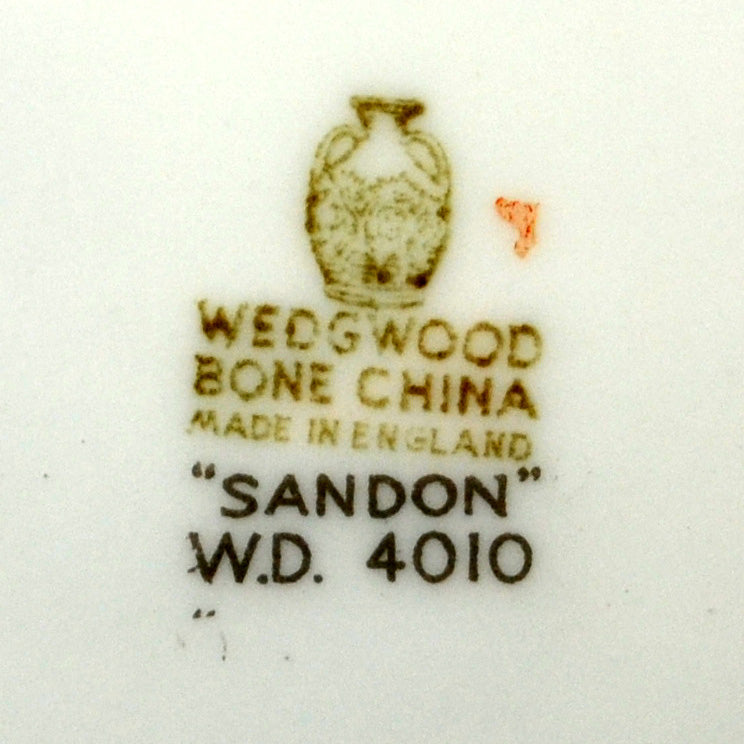 WEDGWOOD
BONE CHINA
MADE IN ENGLAND
"SANDON"
W.D. 4010
"